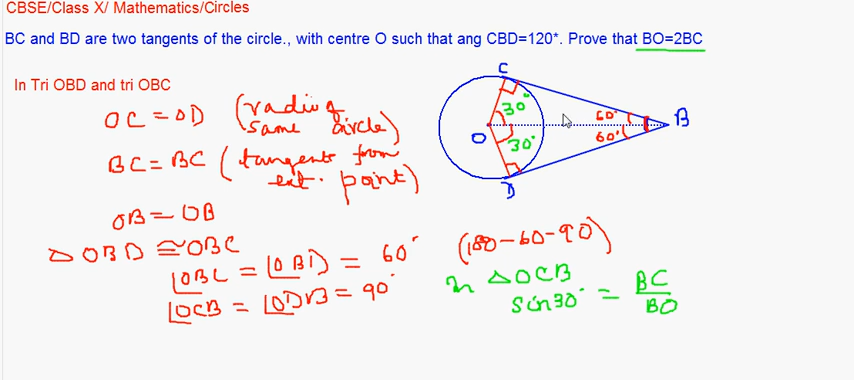 CBSE/Class X/ Mathematics/Circles
BC and BD are two tangents of the circle., with centre O such that ang CBD=120*. Prove that BO=2BC
In Tri OBD and tri OBC
OC = OD (radius of same circle)
BC = BC (tangents from ext. point)
OB = OB
△ OBD ≅ OBC
∠OBC = ∠OBD = 60°
∠OCB = ∠ODB = 90°
(180-60-90)
In △OCB
sin30° = BC/BO
C
30°
60°
B
O
30°
60°
D